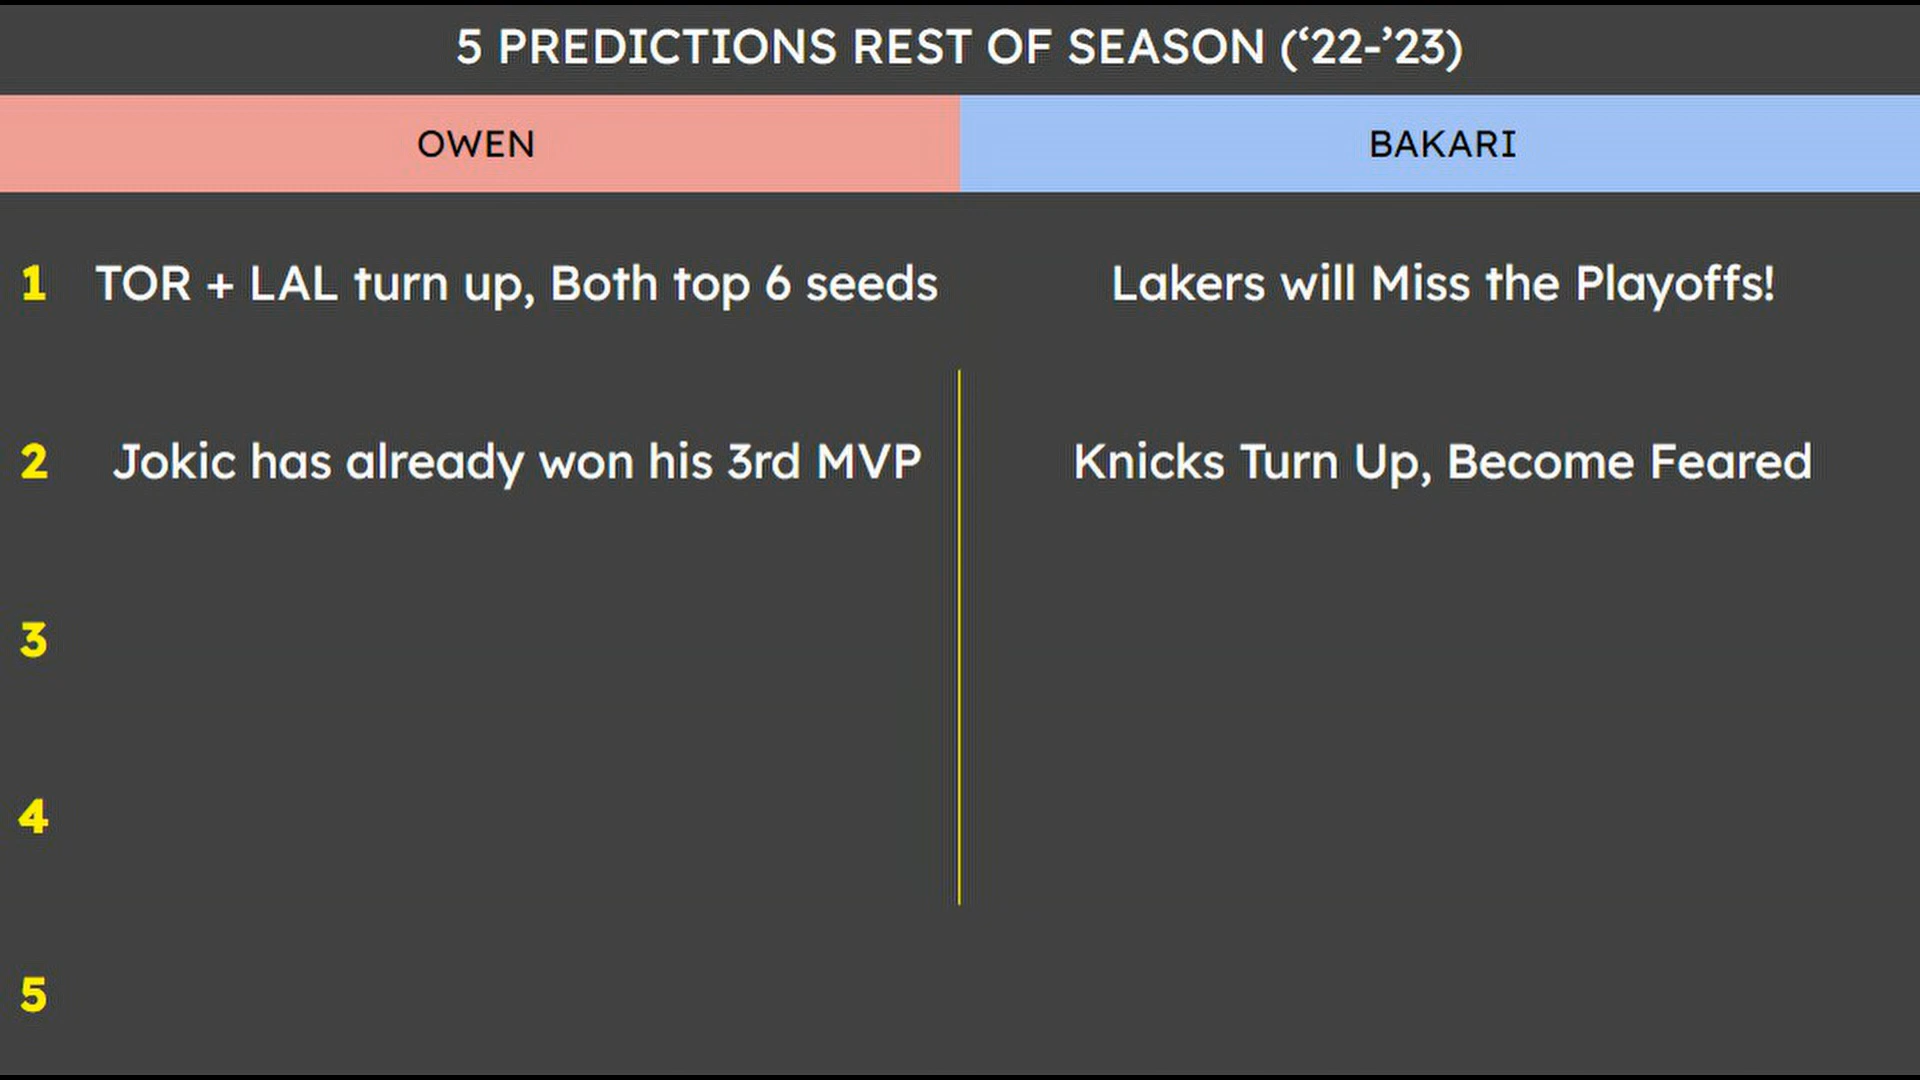 5 PREDICTIONS REST OF SEASON (‘22-’23)
OWEN
BAKARI
1 TOR + LAL turn up, Both top 6 seeds
Lakers will Miss the Playoffs!
2 Jokic has already won his 3rd MVP
Knicks Turn Up, Become Feared
3
4
5